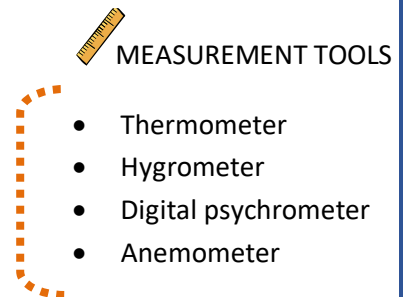 MEASUREMENT TOOLS
• Thermometer
• Hygrometer
• Digital psychrometer
• Anemometer